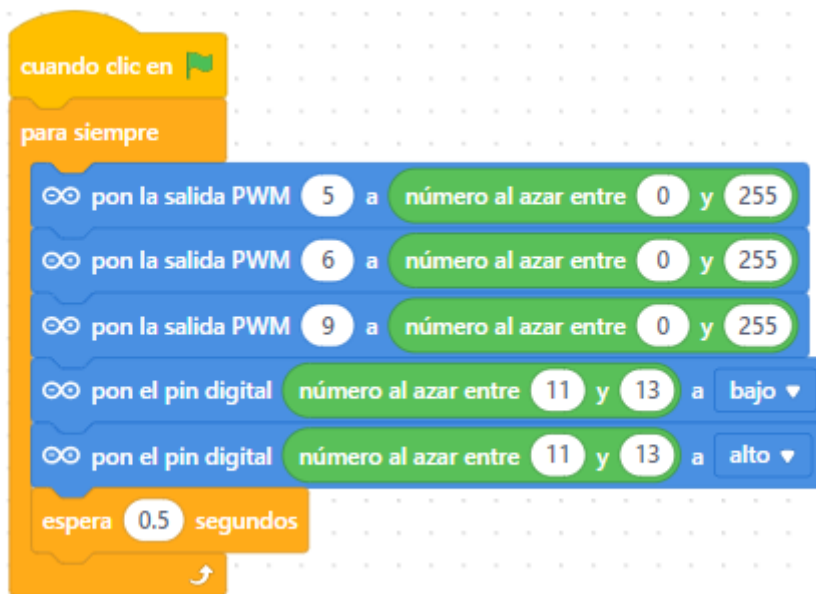 cuando clic en
para siempre
pon la salida PWM 5 a número al azar entre 0 y 255
pon la salida PWM 6 a número al azar entre 0 y 255
pon la salida PWM 9 a número al azar entre 0 y 255
pon el pin digital número al azar entre 11 y 13 a bajo
pon el pin digital número al azar entre 11 y 13 a alto
espera 0.5 segundos